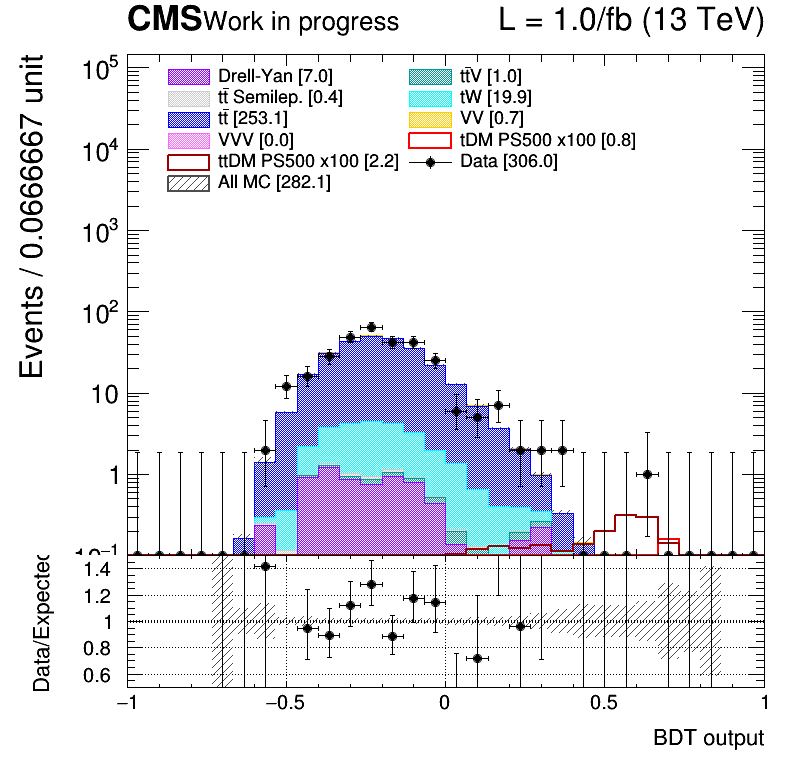 CMS Work in progress L = 1.0/fb (13 TeV)
Events / 0.0666667 unit
Drell-Yan [7.0] tt̄V [1.0]
tt̄ Semilep. [0.4] tW [19.9]
tt̄ [253.1] VV [0.7]
VVV [0.0] tDM PS500 x100 [0.8]
ttDM PS500 x100 [2.2] Data [306.0]
All MC [282.1]
10⁵
10⁴
10³
10²
10
1
10⁻¹
Data/Expected
1.4
1.2
1
0.8
0.6
−1 −0.5 0 0.5 1
BDT output